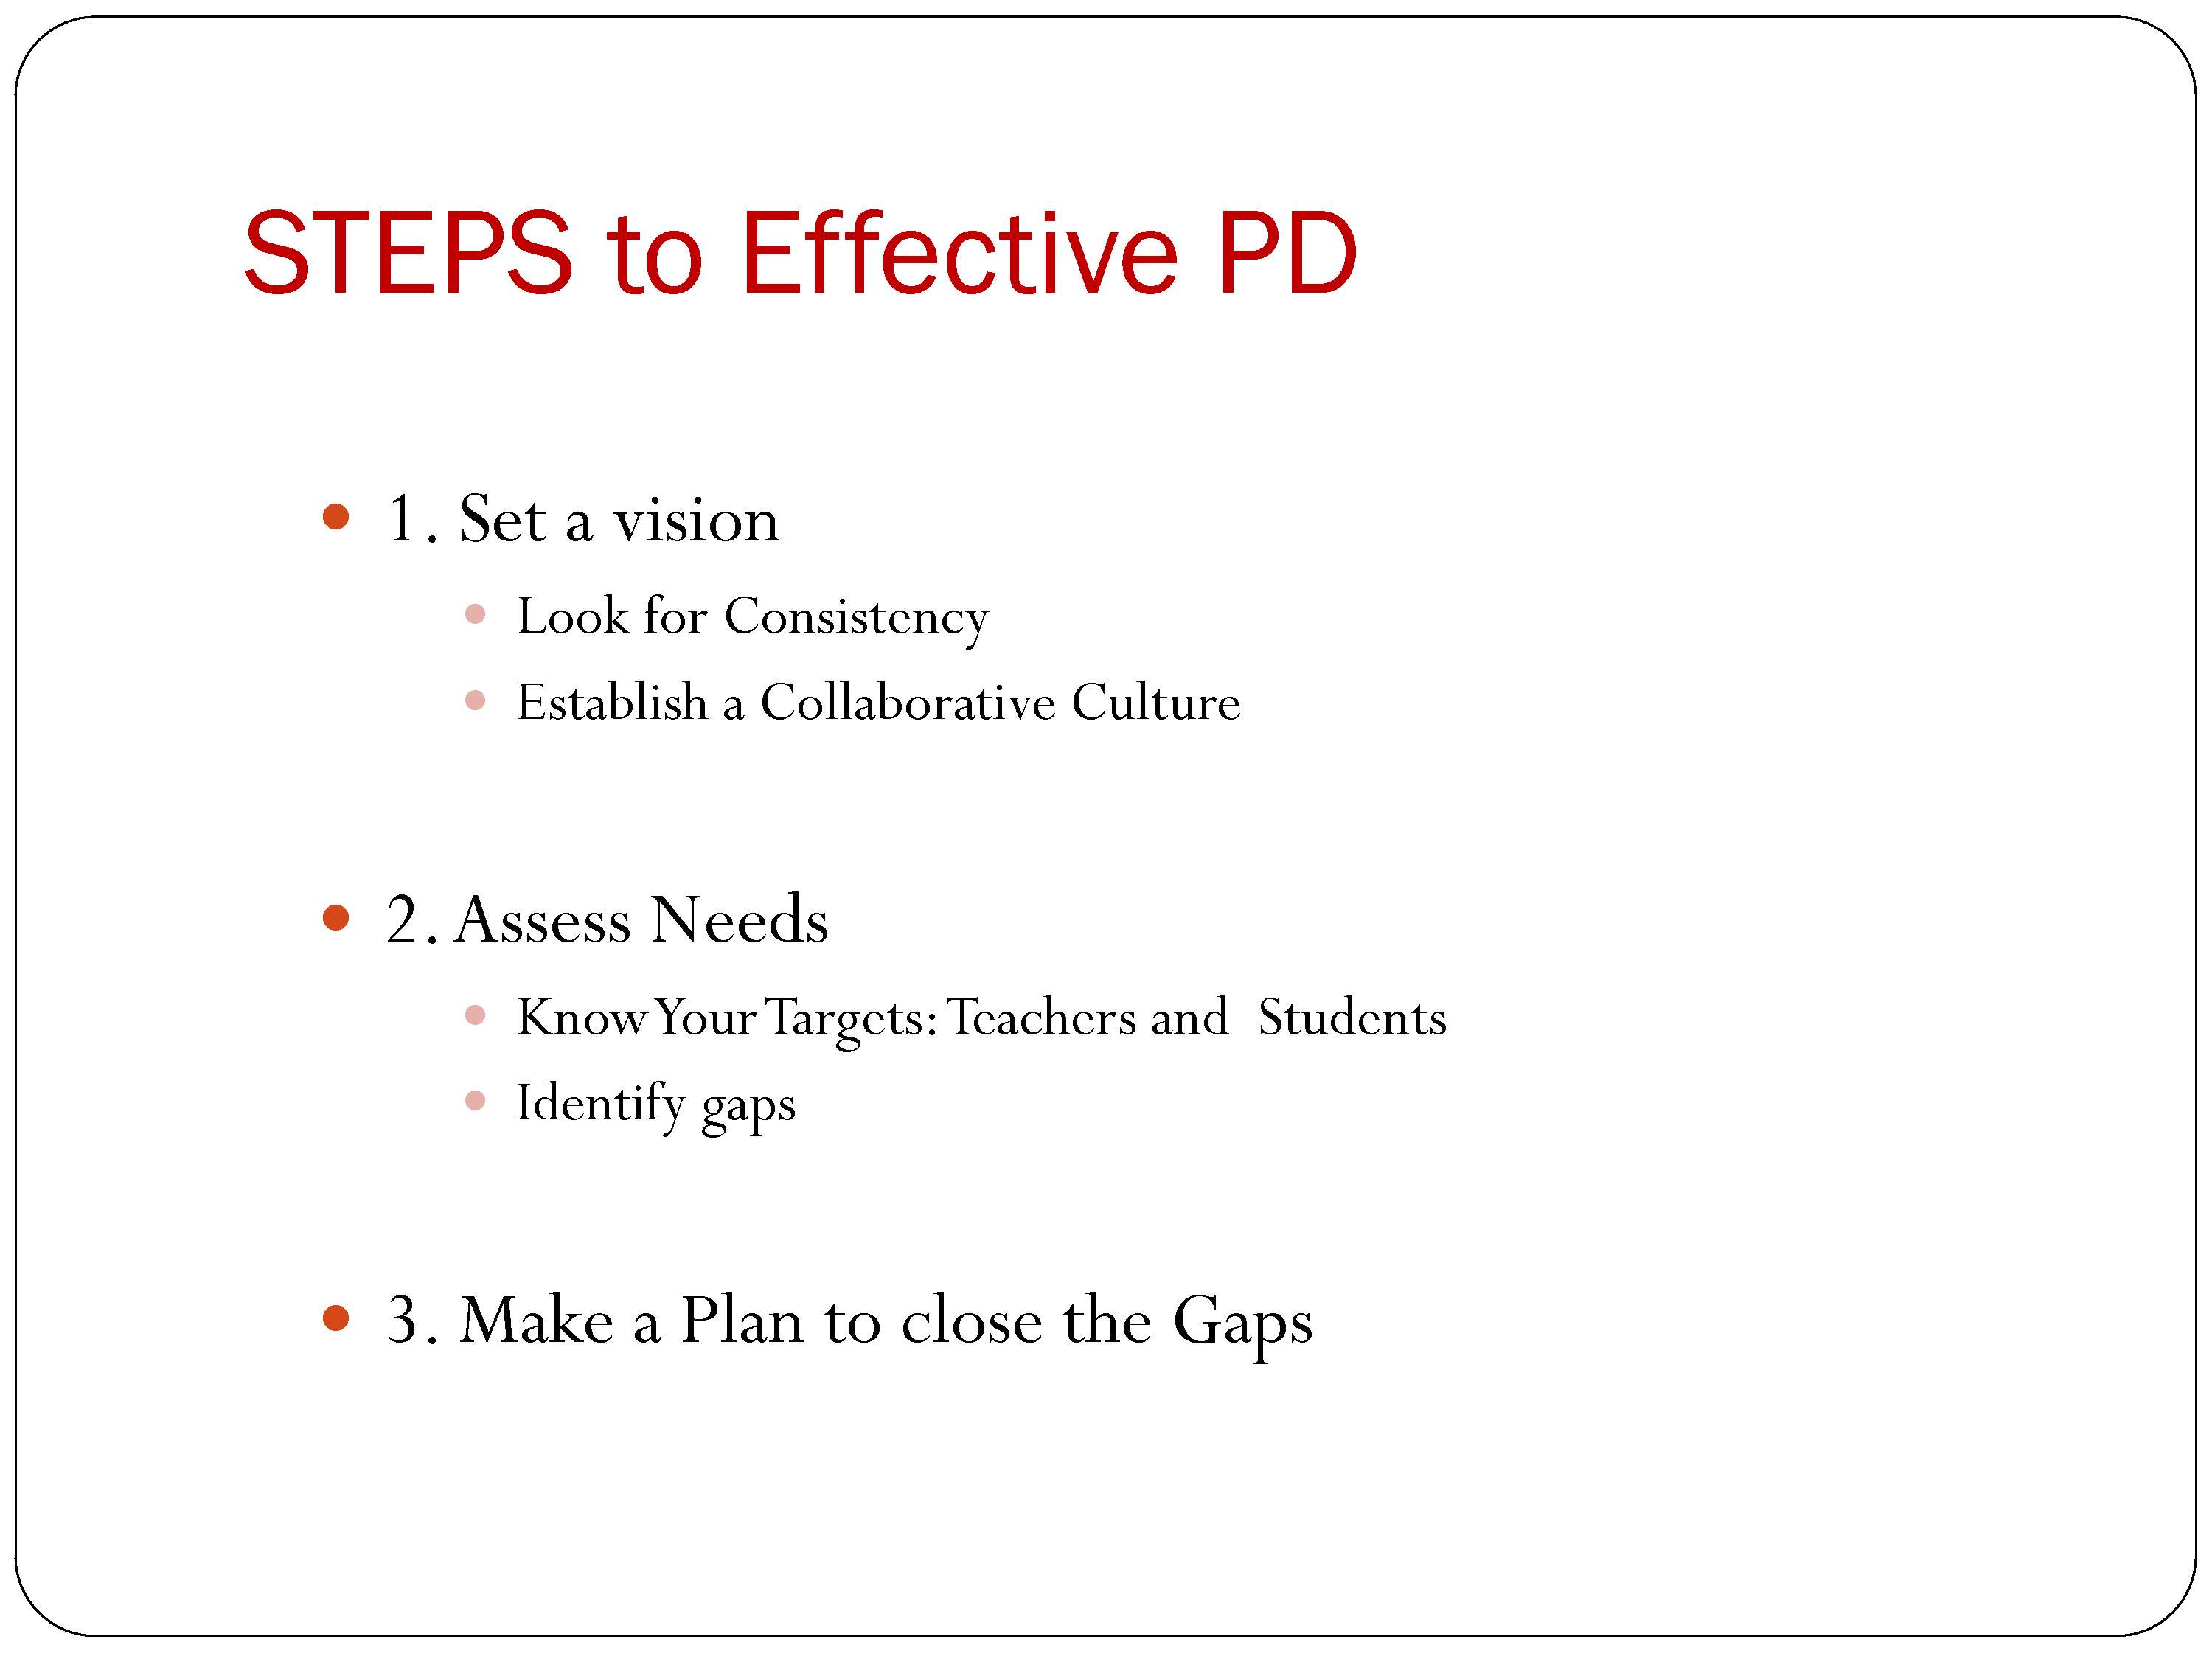 STEPS to Effective PD
• 1. Set a vision
• Look for Consistency
• Establish a Collaborative Culture
• 2. Assess Needs
• Know Your Targets: Teachers and  Students
• Identify gaps
• 3. Make a Plan to close the Gaps